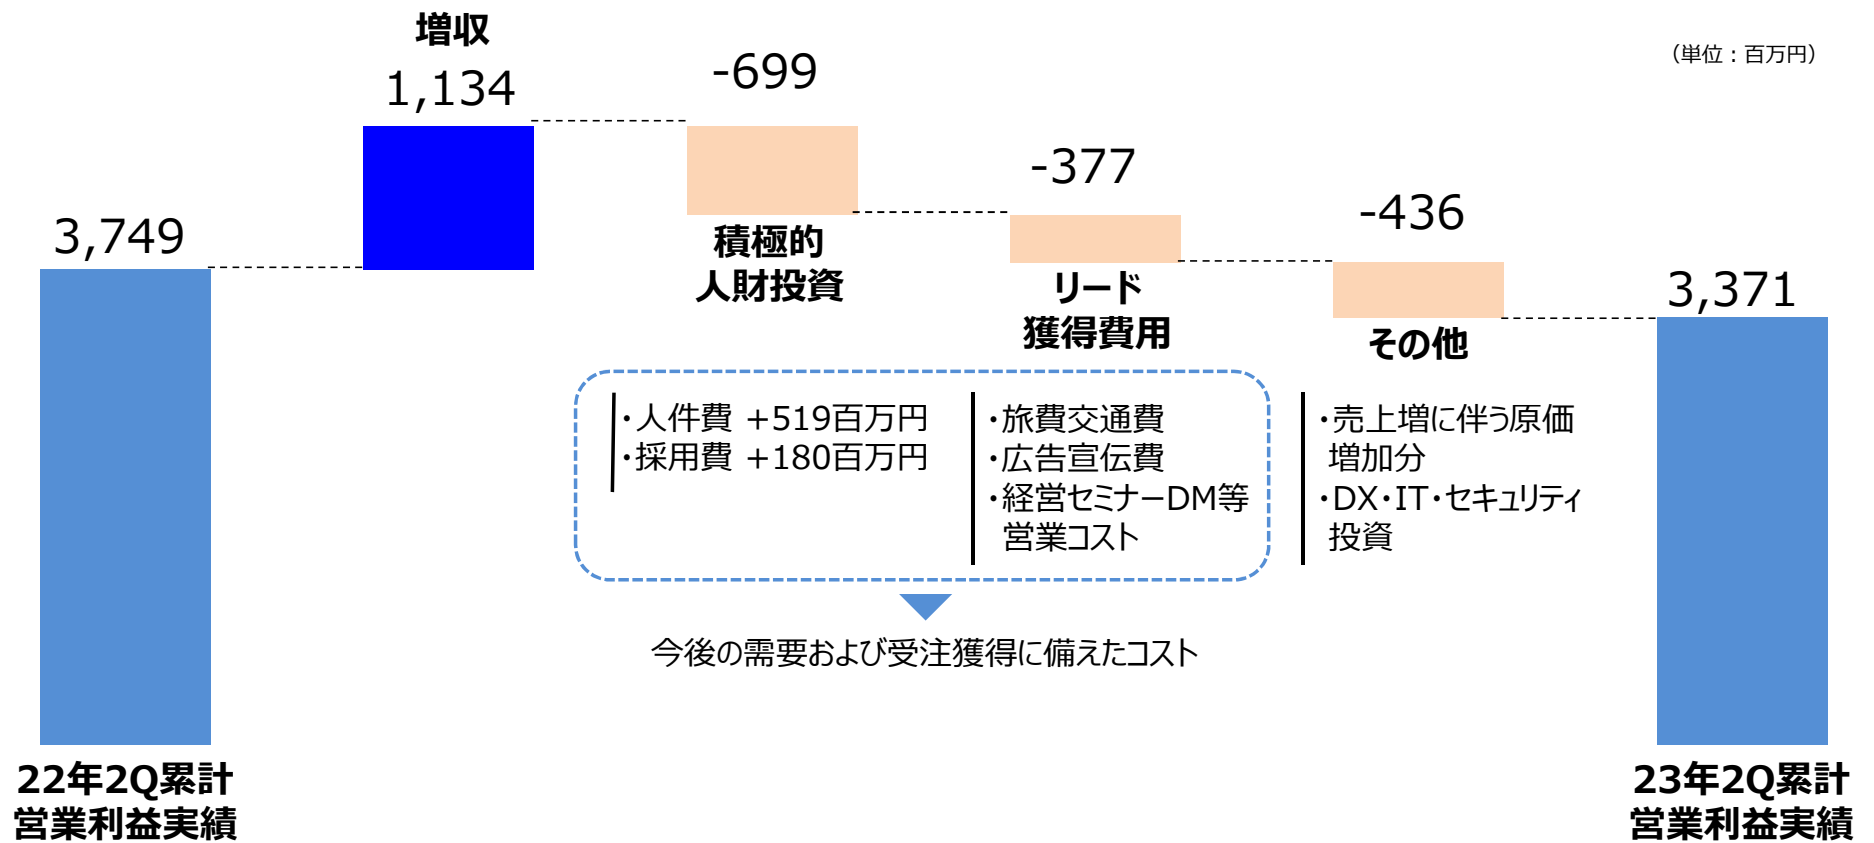 （単位：百万円）
3,749
22年2Q累計
営業利益実績
増収
1,134
-699
積極的
人財投資
・人件費 +519百万円
・採用費 +180百万円
-377
リード
獲得費用
・旅費交通費
・広告宣伝費
・経営セミナーDM等
営業コスト
-436
その他
・売上増に伴う原価
増加分
・DX・IT・セキュリティ
投資
今後の需要および受注獲得に備えたコスト
3,371
23年2Q累計
営業利益実績